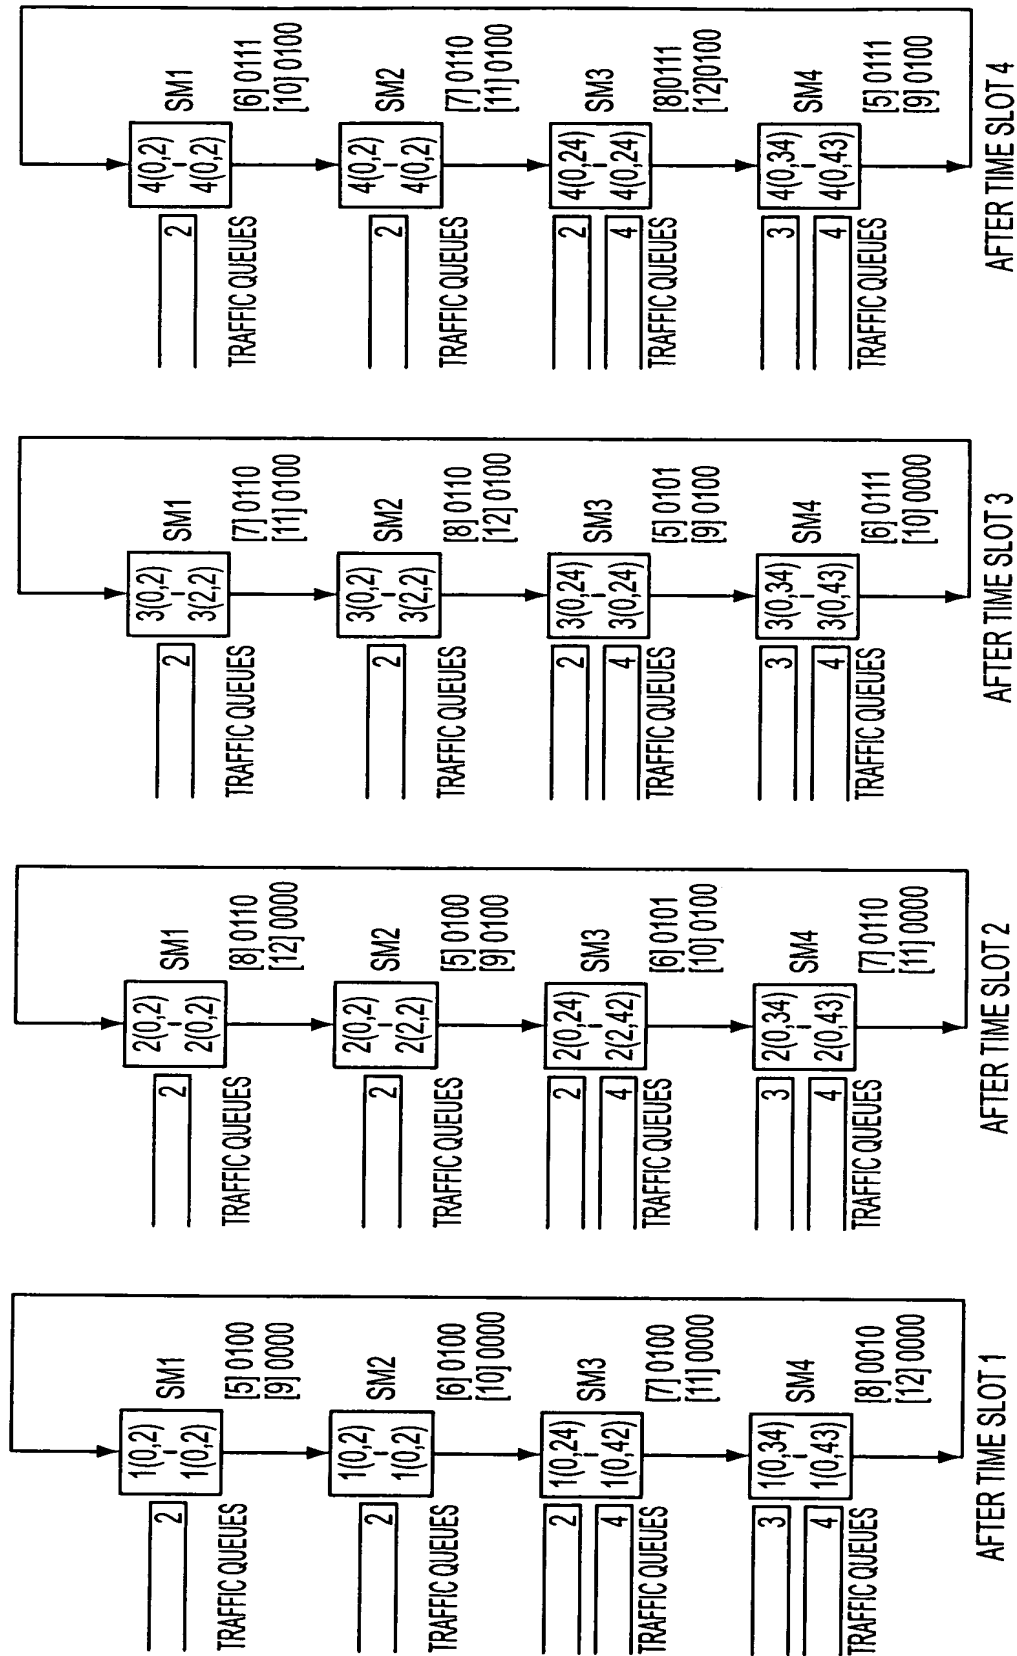 1(0,2)
1(0,2)
SM1
[5] 0100
[9] 0000
2
TRAFFIC QUEUES
1(0,2)
1(0,2)
SM2
[6] 0100
[10] 0000
2
TRAFFIC QUEUES
1(0,24)
1(0,42)
SM3
[7] 0100
[11] 0000
2
4
TRAFFIC QUEUES
1(0,34)
1(0,43)
SM4
[8] 0010
[12] 0000
3
4
TRAFFIC QUEUES
AFTER TIME SLOT 1
2(0,2)
2(0,2)
SM1
[8] 0110
[12] 0000
2
TRAFFIC QUEUES
2(0,2)
2(2,2)
SM2
[5] 0100
[9] 0100
2
TRAFFIC QUEUES
2(0,24)
2(2,42)
SM3
[6] 0101
[10] 0100
2
4
TRAFFIC QUEUES
2(0,34)
2(0,43)
SM4
[7] 0110
[11] 0000
3
4
TRAFFIC QUEUES
AFTER TIME SLOT 2
3(0,2)
3(2,2)
SM1
[7] 0110
[11] 0100
2
TRAFFIC QUEUES
3(0,2)
3(2,2)
SM2
[8] 0110
[12] 0100
2
TRAFFIC QUEUES
3(0,24)
3(0,24)
SM3
[5] 0101
[9] 0100
2
4
TRAFFIC QUEUES
3(0,34)
3(0,43)
SM4
[6] 0111
[10] 0000
3
4
TRAFFIC QUEUES
AFTER TIME SLOT 3
4(0,2)
4(0,2)
SM1
[6] 0111
[10] 0100
2
TRAFFIC QUEUES
4(0,2)
4(0,2)
SM2
[7] 0110
[11] 0100
2
TRAFFIC QUEUES
4(0,24)
4(0,24)
SM3
[8]0111
[12]0100
2
4
TRAFFIC QUEUES
4(0,34)
4(0,43)
SM4
[5] 0111
[9] 0100
3
4
TRAFFIC QUEUES
AFTER TIME SLOT 4